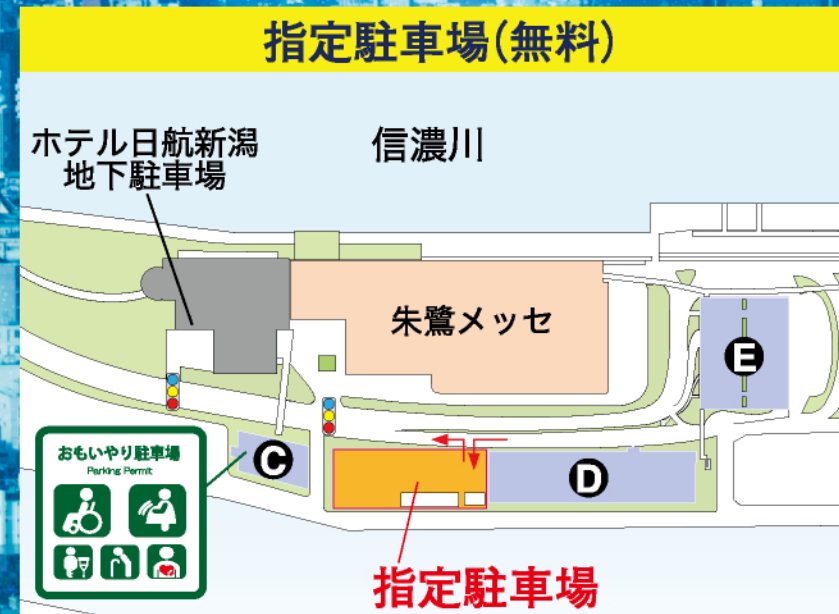 指定駐車場(無料)
ホテル日航新潟
地下駐車場
信濃川
朱鷺メッセ
E
おもいやり駐車場
Parking Permit
C
D
指定駐車場